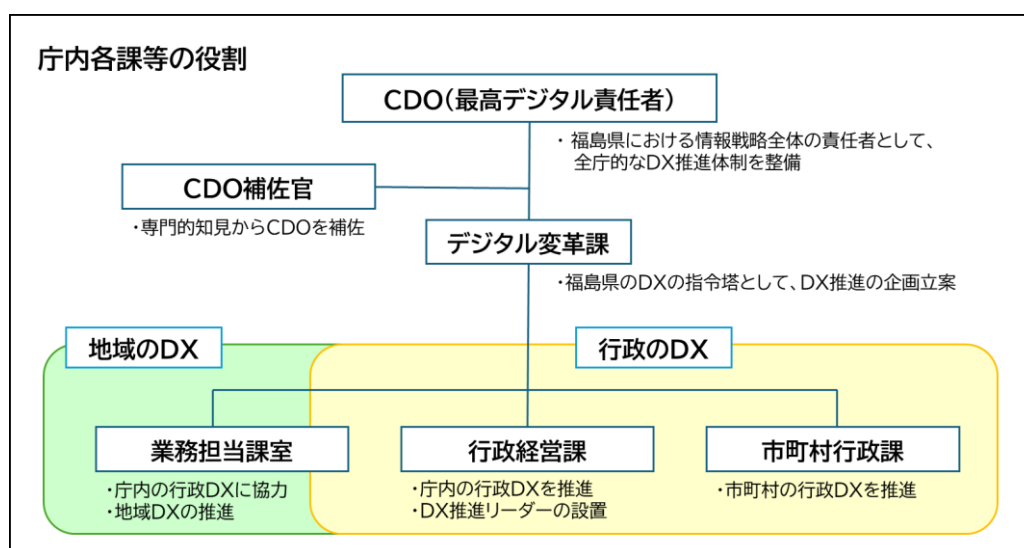 庁内各課等の役割
CDO(最高デジタル責任者)
・ 福島県における情報戦略全体の責任者として、
全庁的なDX推進体制を整備
CDO補佐官
・専門的知見からCDOを補佐
デジタル変革課
・福島県のDXの指令塔として、DX推進の企画立案
地域のDX
行政のDX
業務担当課室
・庁内の行政DXに協力
・地域DXの推進
行政経営課
・庁内の行政DXを推進
・DX推進リーダーの設置
市町村行政課
・市町村の行政DXを推進